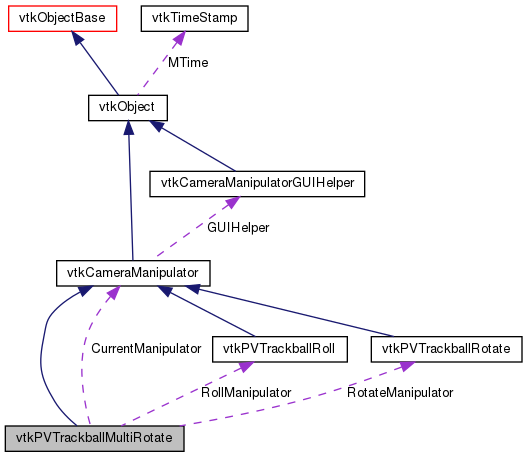 vtkObjectBase
vtkTimeStamp
MTime
vtkObject
vtkCameraManipulatorGUIHelper
GUIHelper
vtkCameraManipulator
CurrentManipulator
vtkPVTrackballRoll
vtkPVTrackballRotate
RollManipulator
RotateManipulator
vtkPVTrackballMultiRotate